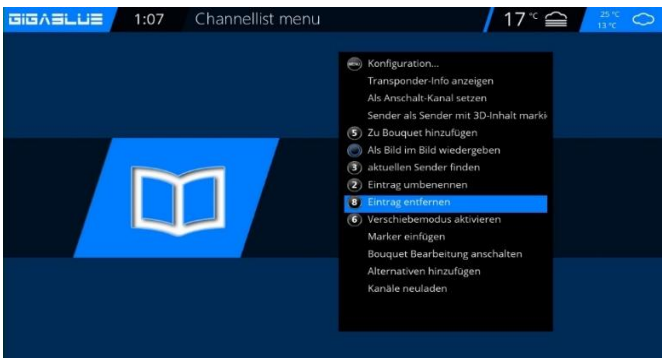 GIGABLUE 1:07 Channellist menu 17 °C 25 °C
13 °C
MENU Konfiguration...
Transponder-Info anzeigen
Als Anschalt-Kanal setzen
Sender als Sender mit 3D-Inhalt marki
5 Zu Bouquet hinzufügen
Als Bild im Bild wiedergeben
3 aktuellen Sender finden
2 Eintrag umbenennen
8 Eintrag entfernen
6 Verschiebemodus aktivieren
Marker einfügen
Bouquet Bearbeitung anschalten
Alternativen hinzufügen
Kanäle neuladen